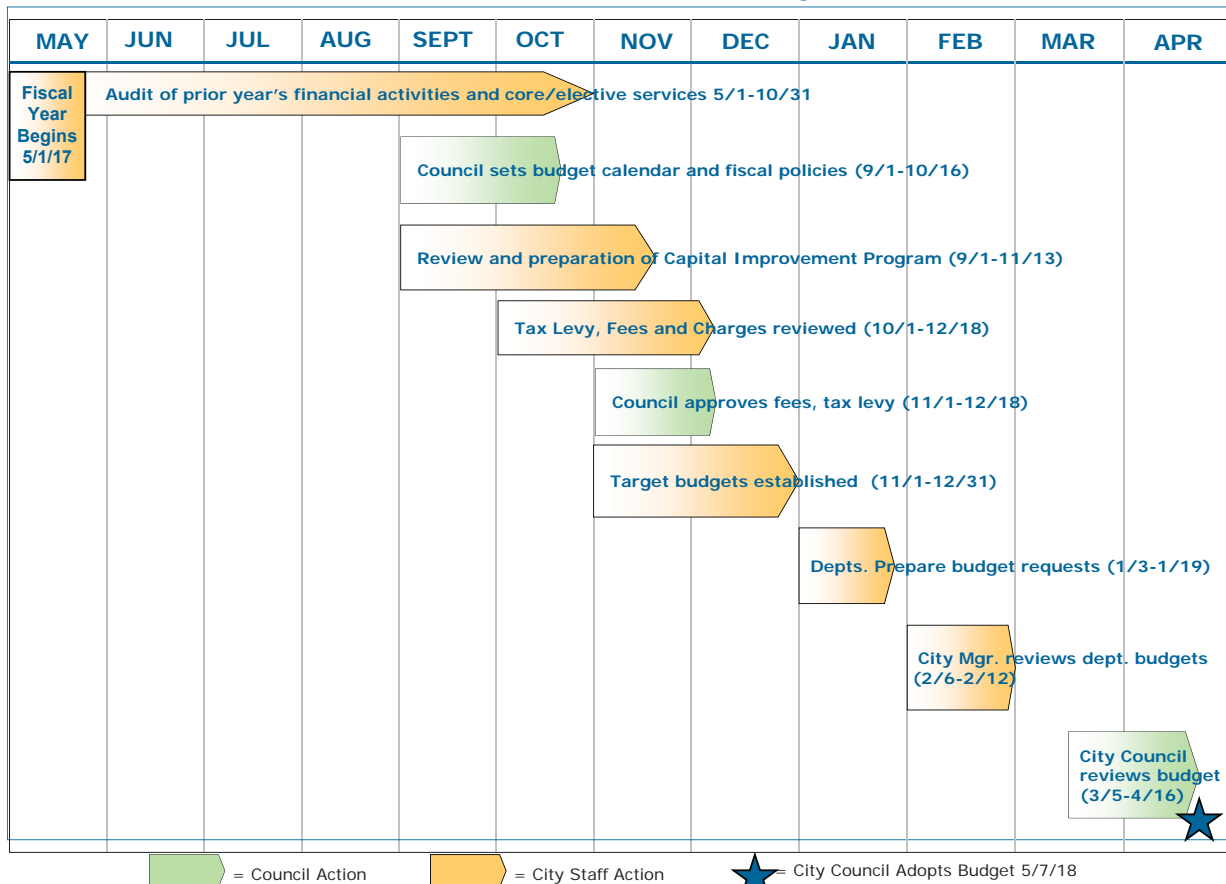 MAY JUN JUL AUG SEPT OCT NOV DEC JAN FEB MAR APR
Fiscal
Year
Begins
5/1/17
Audit of prior year's financial activities and core/elective services 5/1-10/31
Council sets budget calendar and fiscal policies (9/1-10/16)
Review and preparation of Capital Improvement Program (9/1-11/13)
Tax Levy, Fees and Charges reviewed (10/1-12/18)
Council approves fees, tax levy (11/1-12/18)
Target budgets established (11/1-12/31)
Depts. Prepare budget requests (1/3-1/19)
City Mgr. reviews dept. budgets
(2/6-2/12)
City Council
reviews budget
(3/5-4/16)
= Council Action = City Staff Action = City Council Adopts Budget 5/7/18